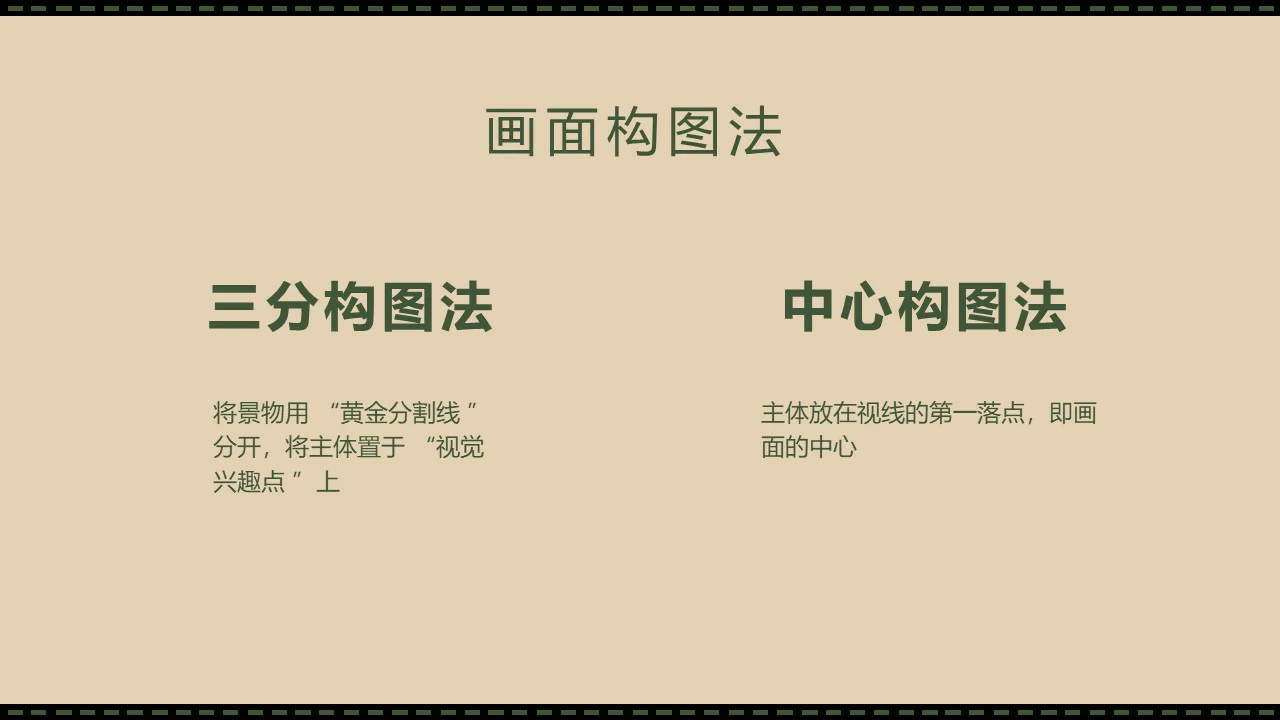 画面构图法
三分构图法
将景物用 “黄金分割线 ”
分开，将主体置于 “视觉
兴趣点 ” 上
中心构图法
主体放在视线的第一落点，即画
面的中心